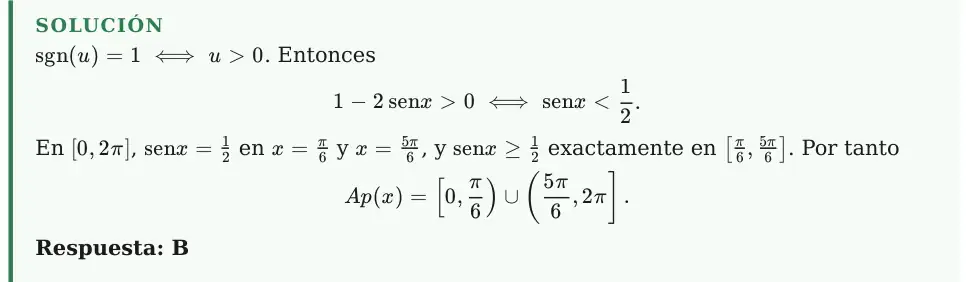 SOLUCIÓN
sgn(u) = 1 ⟺ u > 0. Entonces
1 − 2 senx > 0 ⟺ senx < 1/2.
En [0, 2π], senx = 1/2 en x = π/6 y x = 5π/6, y senx ≥ 1/2 exactamente en [π/6, 5π/6]. Por tanto
Ap(x) = [0, π/6) ∪ (5π/6, 2π].
Respuesta: B